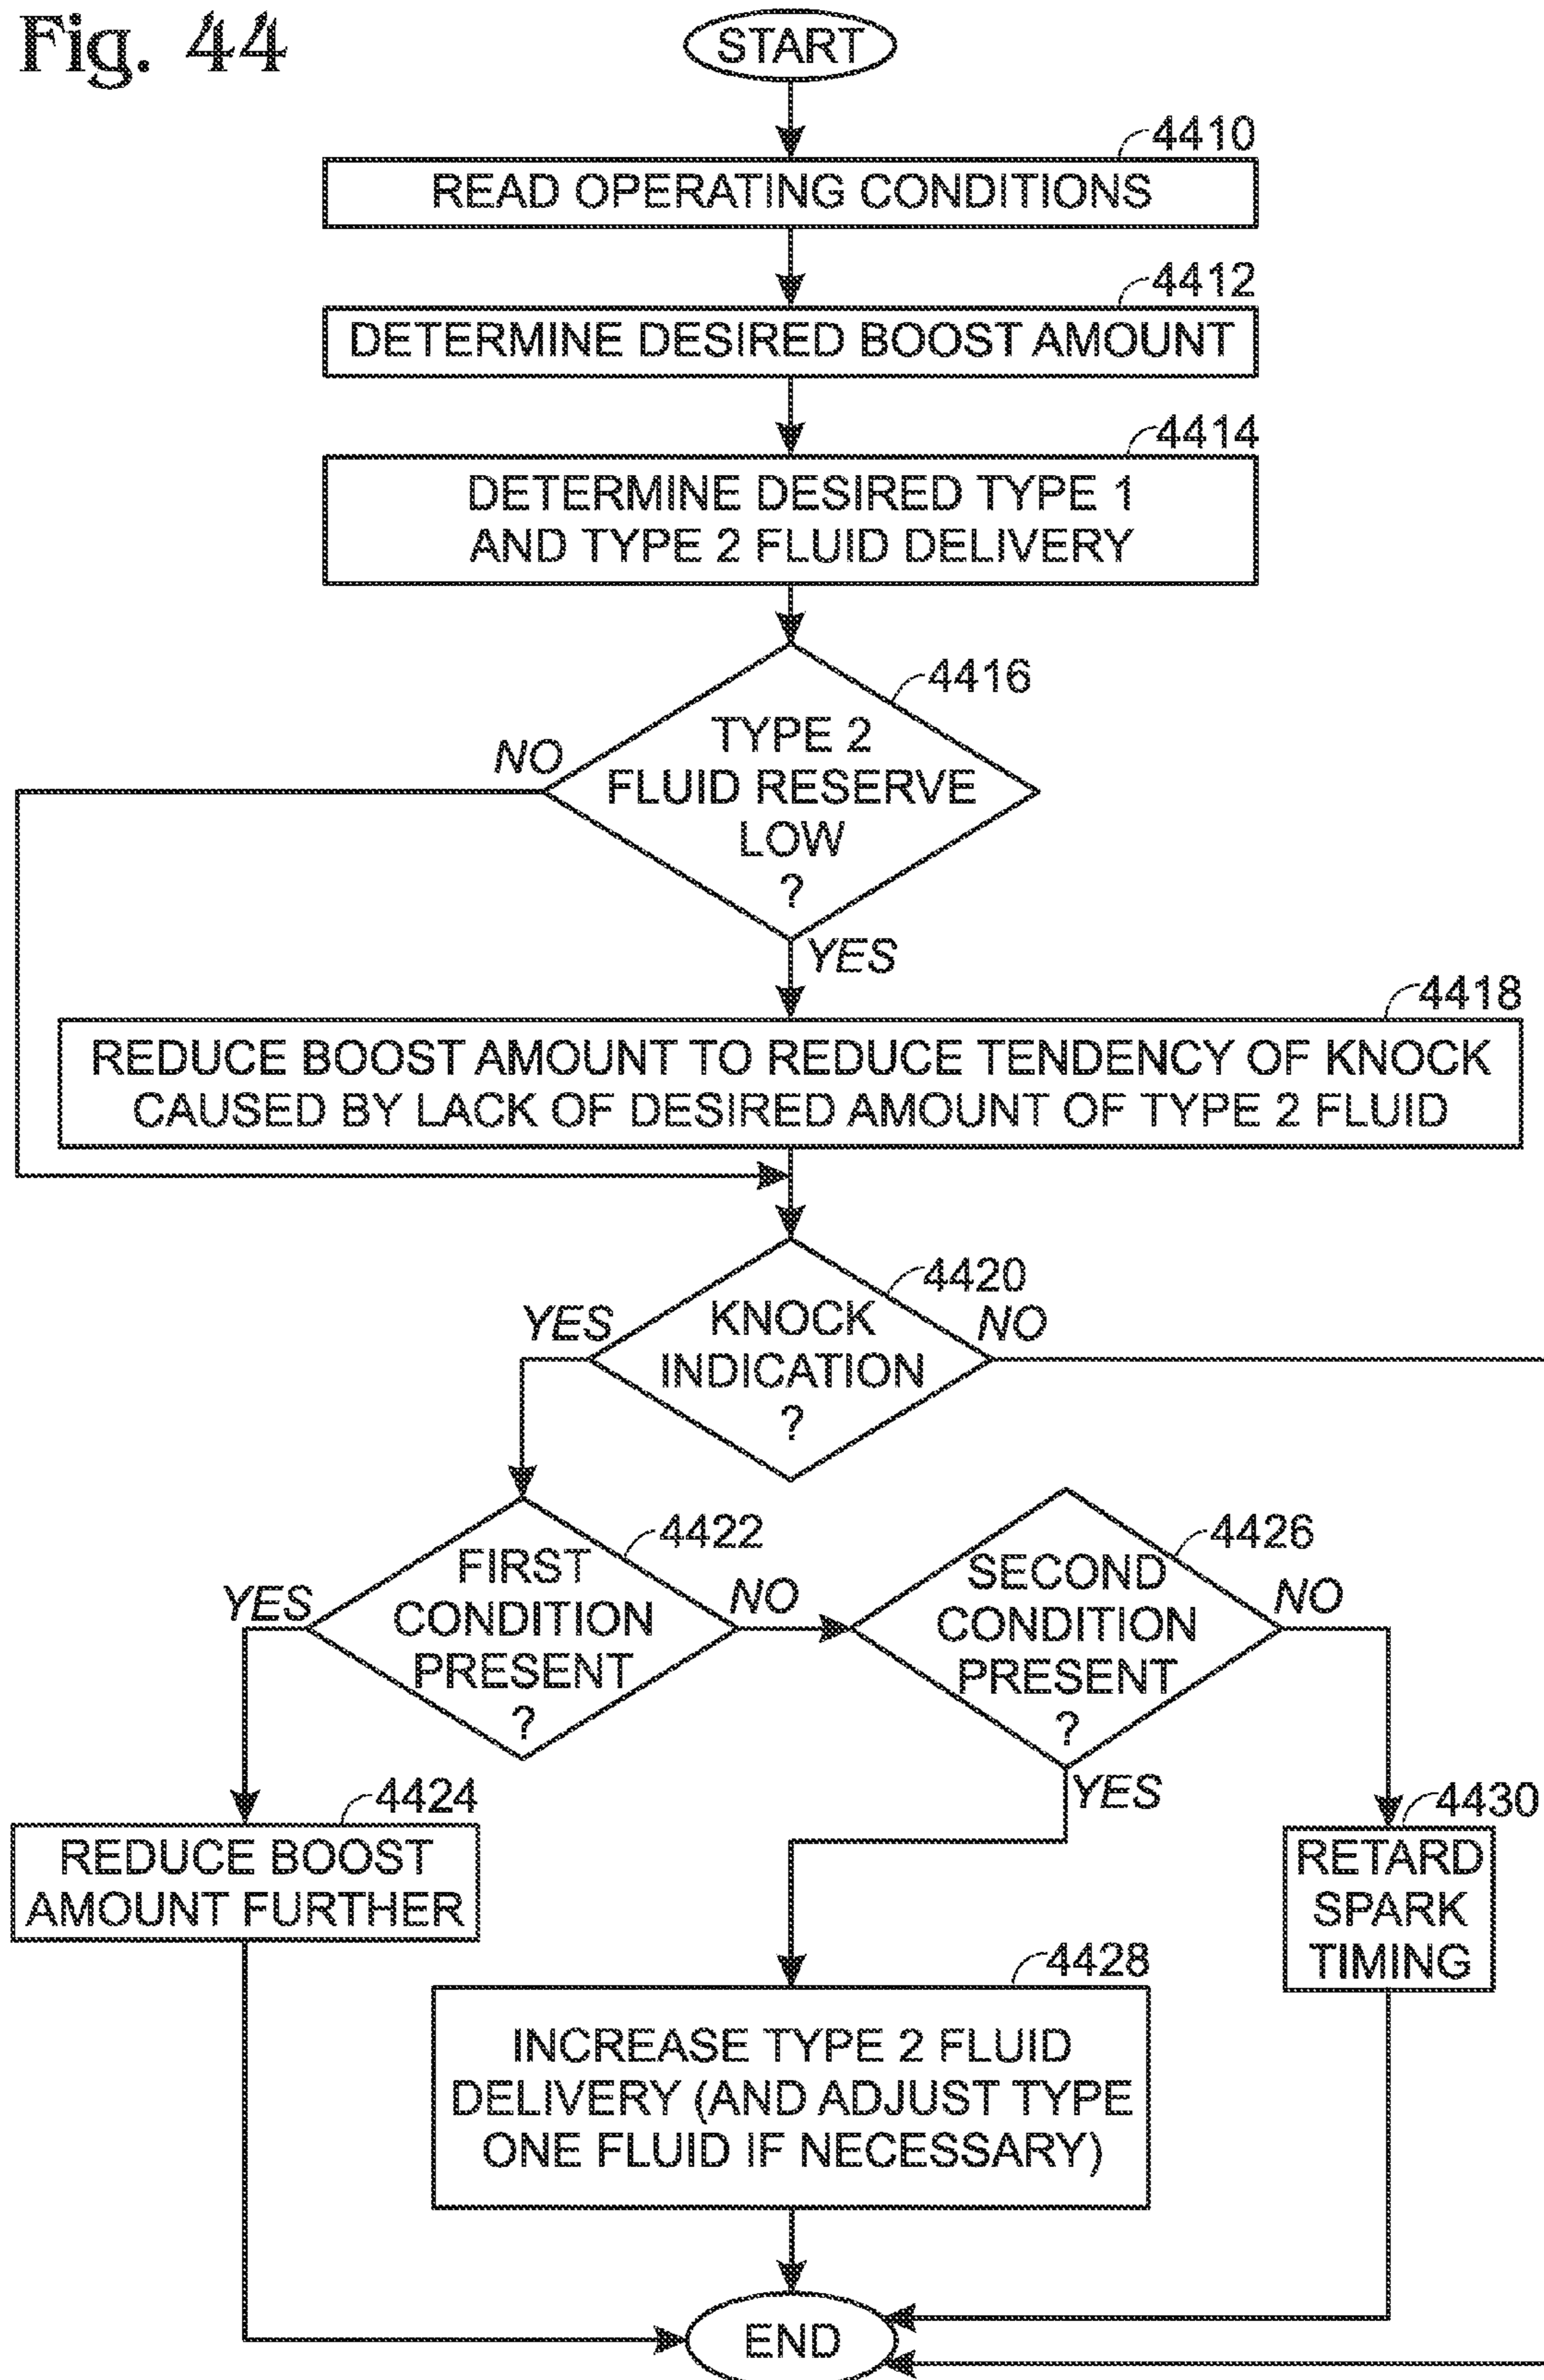 Fig. 44
START
4410
READ OPERATING CONDITIONS
4412
DETERMINE DESIRED BOOST AMOUNT
4414
DETERMINE DESIRED TYPE 1
AND TYPE 2 FLUID DELIVERY
4416
TYPE 2
FLUID RESERVE
LOW
?
NO
YES
4418
REDUCE BOOST AMOUNT TO REDUCE TENDENCY OF KNOCK
CAUSED BY LACK OF DESIRED AMOUNT OF TYPE 2 FLUID
4420
YES
KNOCK
INDICATION
?
NO
4422
YES
FIRST
CONDITION
PRESENT
?
NO
4426
SECOND
CONDITION
PRESENT
?
NO
YES
4424
REDUCE BOOST
AMOUNT FURTHER
4430
RETARD
SPARK
TIMING
4428
INCREASE TYPE 2 FLUID
DELIVERY (AND ADJUST TYPE
ONE FLUID IF NECESSARY)
END